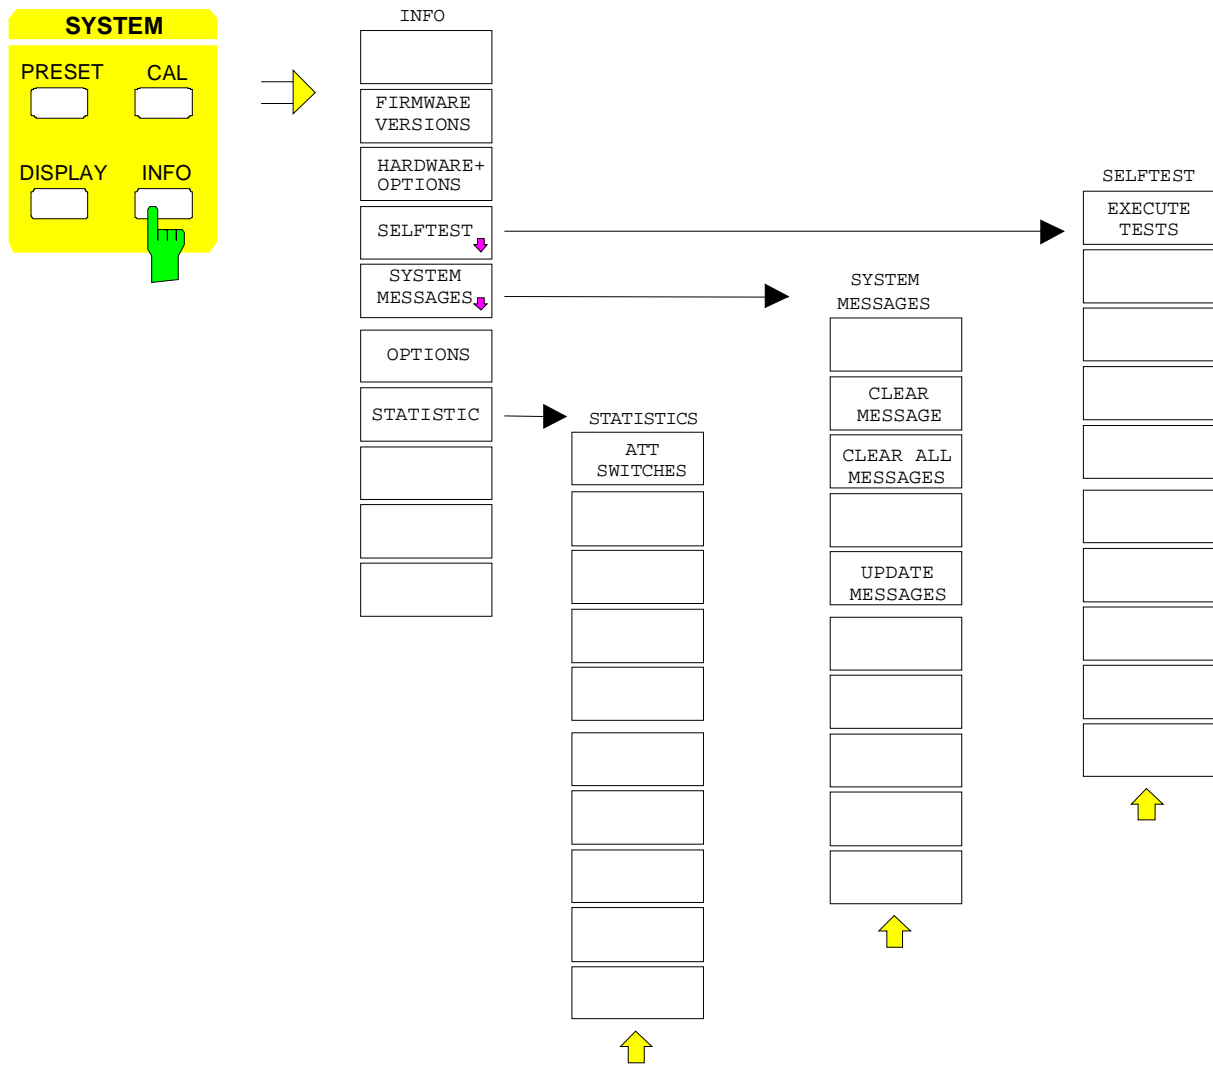 SYSTEM
PRESET CAL
DISPLAY INFO
INFO
FIRMWARE
VERSIONS
HARDWARE+
OPTIONS
SELFTEST
SYSTEM
MESSAGES
OPTIONS
STATISTIC
STATISTICS
ATT
SWITCHES
SYSTEM
MESSAGES
CLEAR
MESSAGE
CLEAR ALL
MESSAGES
UPDATE
MESSAGES
SELFTEST
EXECUTE
TESTS